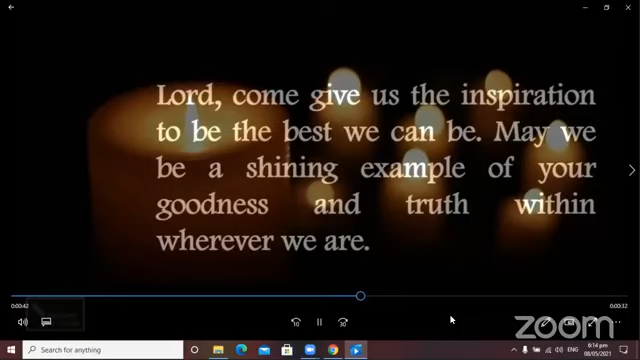 Lord, come give us the inspiration
to be the best we can be. May we
be a shining example of your
goodness and truth within
wherever we are.
0:00:42
0:00:32
10
30
zoom
Search for anything
ENG
6:14 pm
08/05/2021